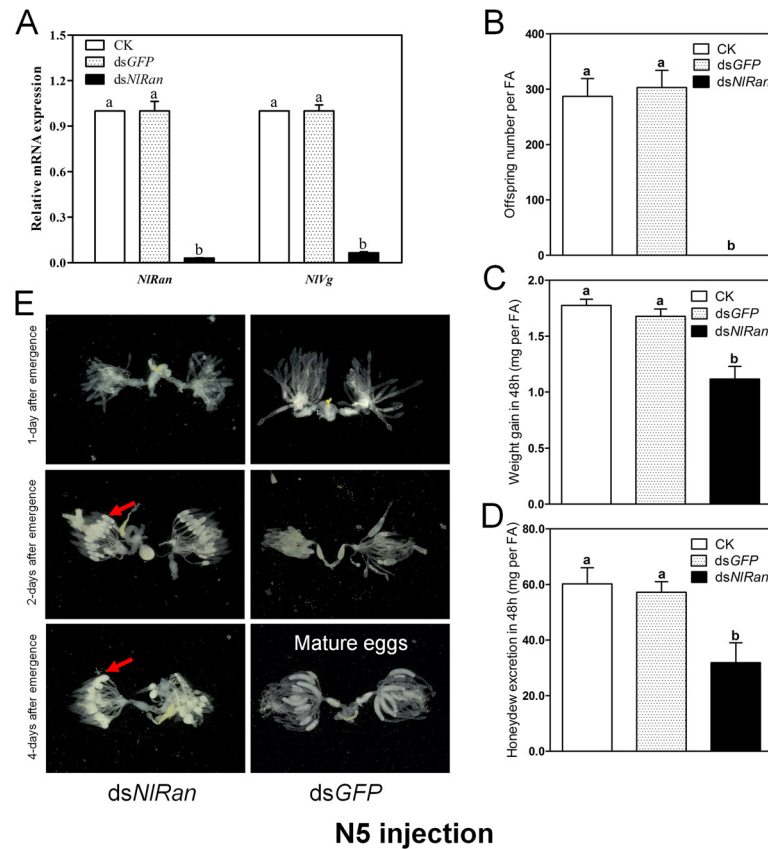 A
CK
dsGFP
dsNlRan
Relative mRNA expression
1.5
1.2
0.9
0.6
0.3
0.0
a
a
b
a
a
b
NlRan
NlVg
B
CK
dsGFP
dsNlRan
Offspring number per FA
400
300
200
100
0
a
a
b
C
CK
dsGFP
dsNlRan
Weight gain in 48h (mg per FA)
2.0
1.5
1.0
0.5
0.0
a
a
b
D
CK
dsGFP
dsNlRan
Honeydew excretion in 48h (mg per FA)
80.0
60.0
40.0
20.0
0.0
a
a
b
E
1-day after emergence
2-days after emergence
4-days after emergence
Mature eggs
dsNlRan
dsGFP
N5 injection